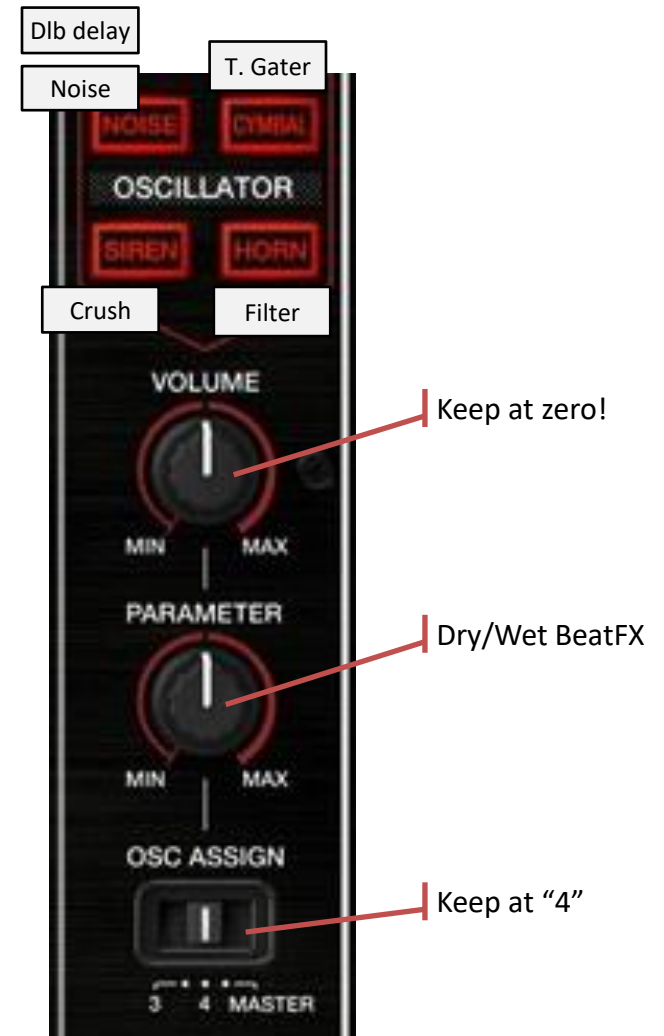 Dlb delay
Noise
T. Gater
NOISE
CYMBAL
OSCILLATOR
SIREN
HORN
Crush
Filter
VOLUME
Keep at zero!
MIN
MAX
PARAMETER
Dry/Wet BeatFX
MIN
MAX
OSC ASSIGN
Keep at “4”
3 4 MASTER